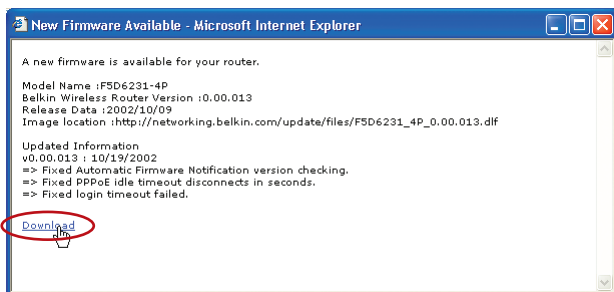 New Firmware Available - Microsoft Internet Explorer
A new firmware is available for your router.
Model Name :F5D6231-4P
Belkin Wireless Router Version :0.00.013
Release Data :2002/10/09
Image location :http://networking.belkin.com/update/files/F5D6231_4P_0.00.013.dlf
Updated Information
v0.00.013 : 10/19/2002
=> Fixed Automatic Firmware Notification version checking.
=> Fixed PPPoE idle timeout disconnects in seconds.
=> Fixed login timeout failed.
Download